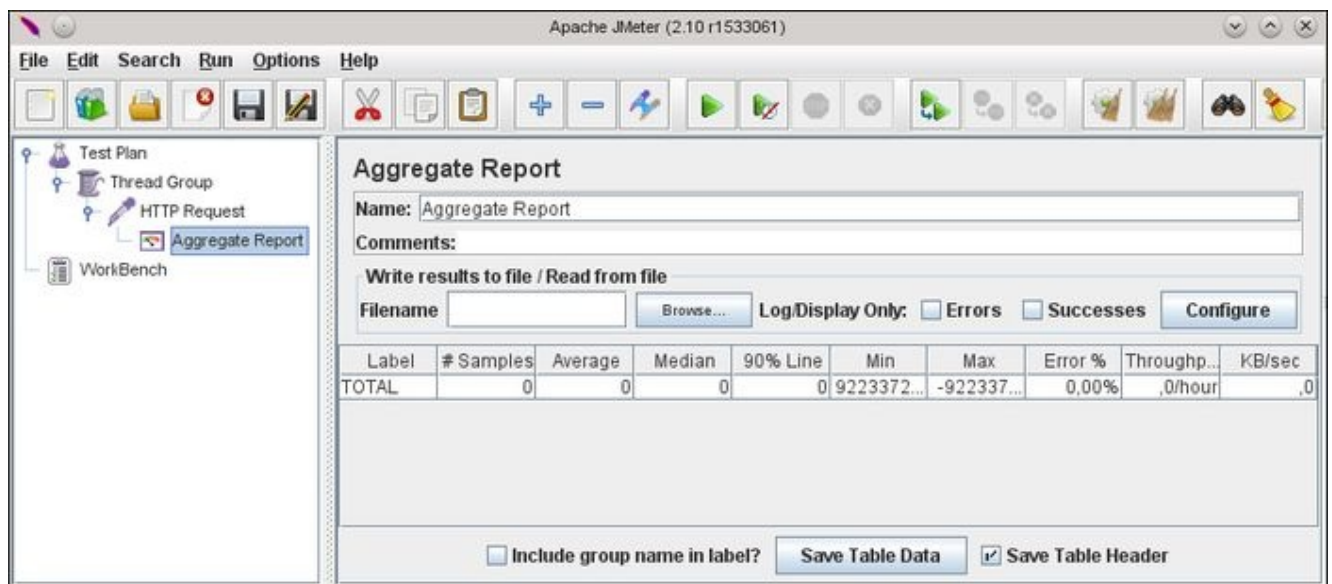 Apache JMeter (2.10 r1533061)
File Edit Search Run Options Help
Test Plan
Thread Group
HTTP Request
Aggregate Report
WorkBench
Aggregate Report
Name: Aggregate Report
Comments:
Write results to file / Read from file
Filename Browse... Log/Display Only: Errors Successes Configure
Label # Samples Average Median 90% Line Min Max Error % Throughp... KB/sec
TOTAL 0 0 0 0 9223372... -922337... 0,00% ,0/hour ,0
Include group name in label? Save Table Data Save Table Header